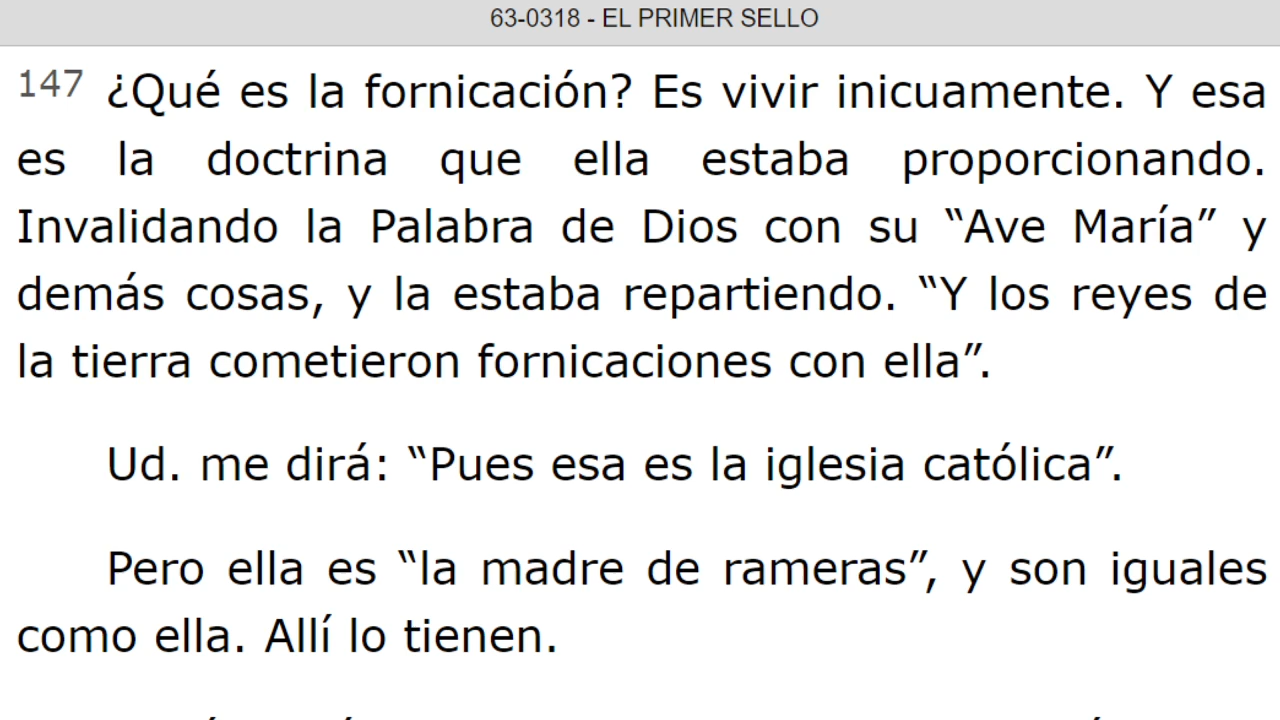 63-0318 - EL PRIMER SELLO
147 ¿Qué es la fornicación? Es vivir inicuamente. Y esa
es la doctrina que ella estaba proporcionando.
Invalidando la Palabra de Dios con su “Ave María” y
demás cosas, y la estaba repartiendo. “Y los reyes de
la tierra cometieron fornicaciones con ella”.
Ud. me dirá: “Pues esa es la iglesia católica”.
Pero ella es “la madre de rameras”, y son iguales
como ella. Allí lo tienen.